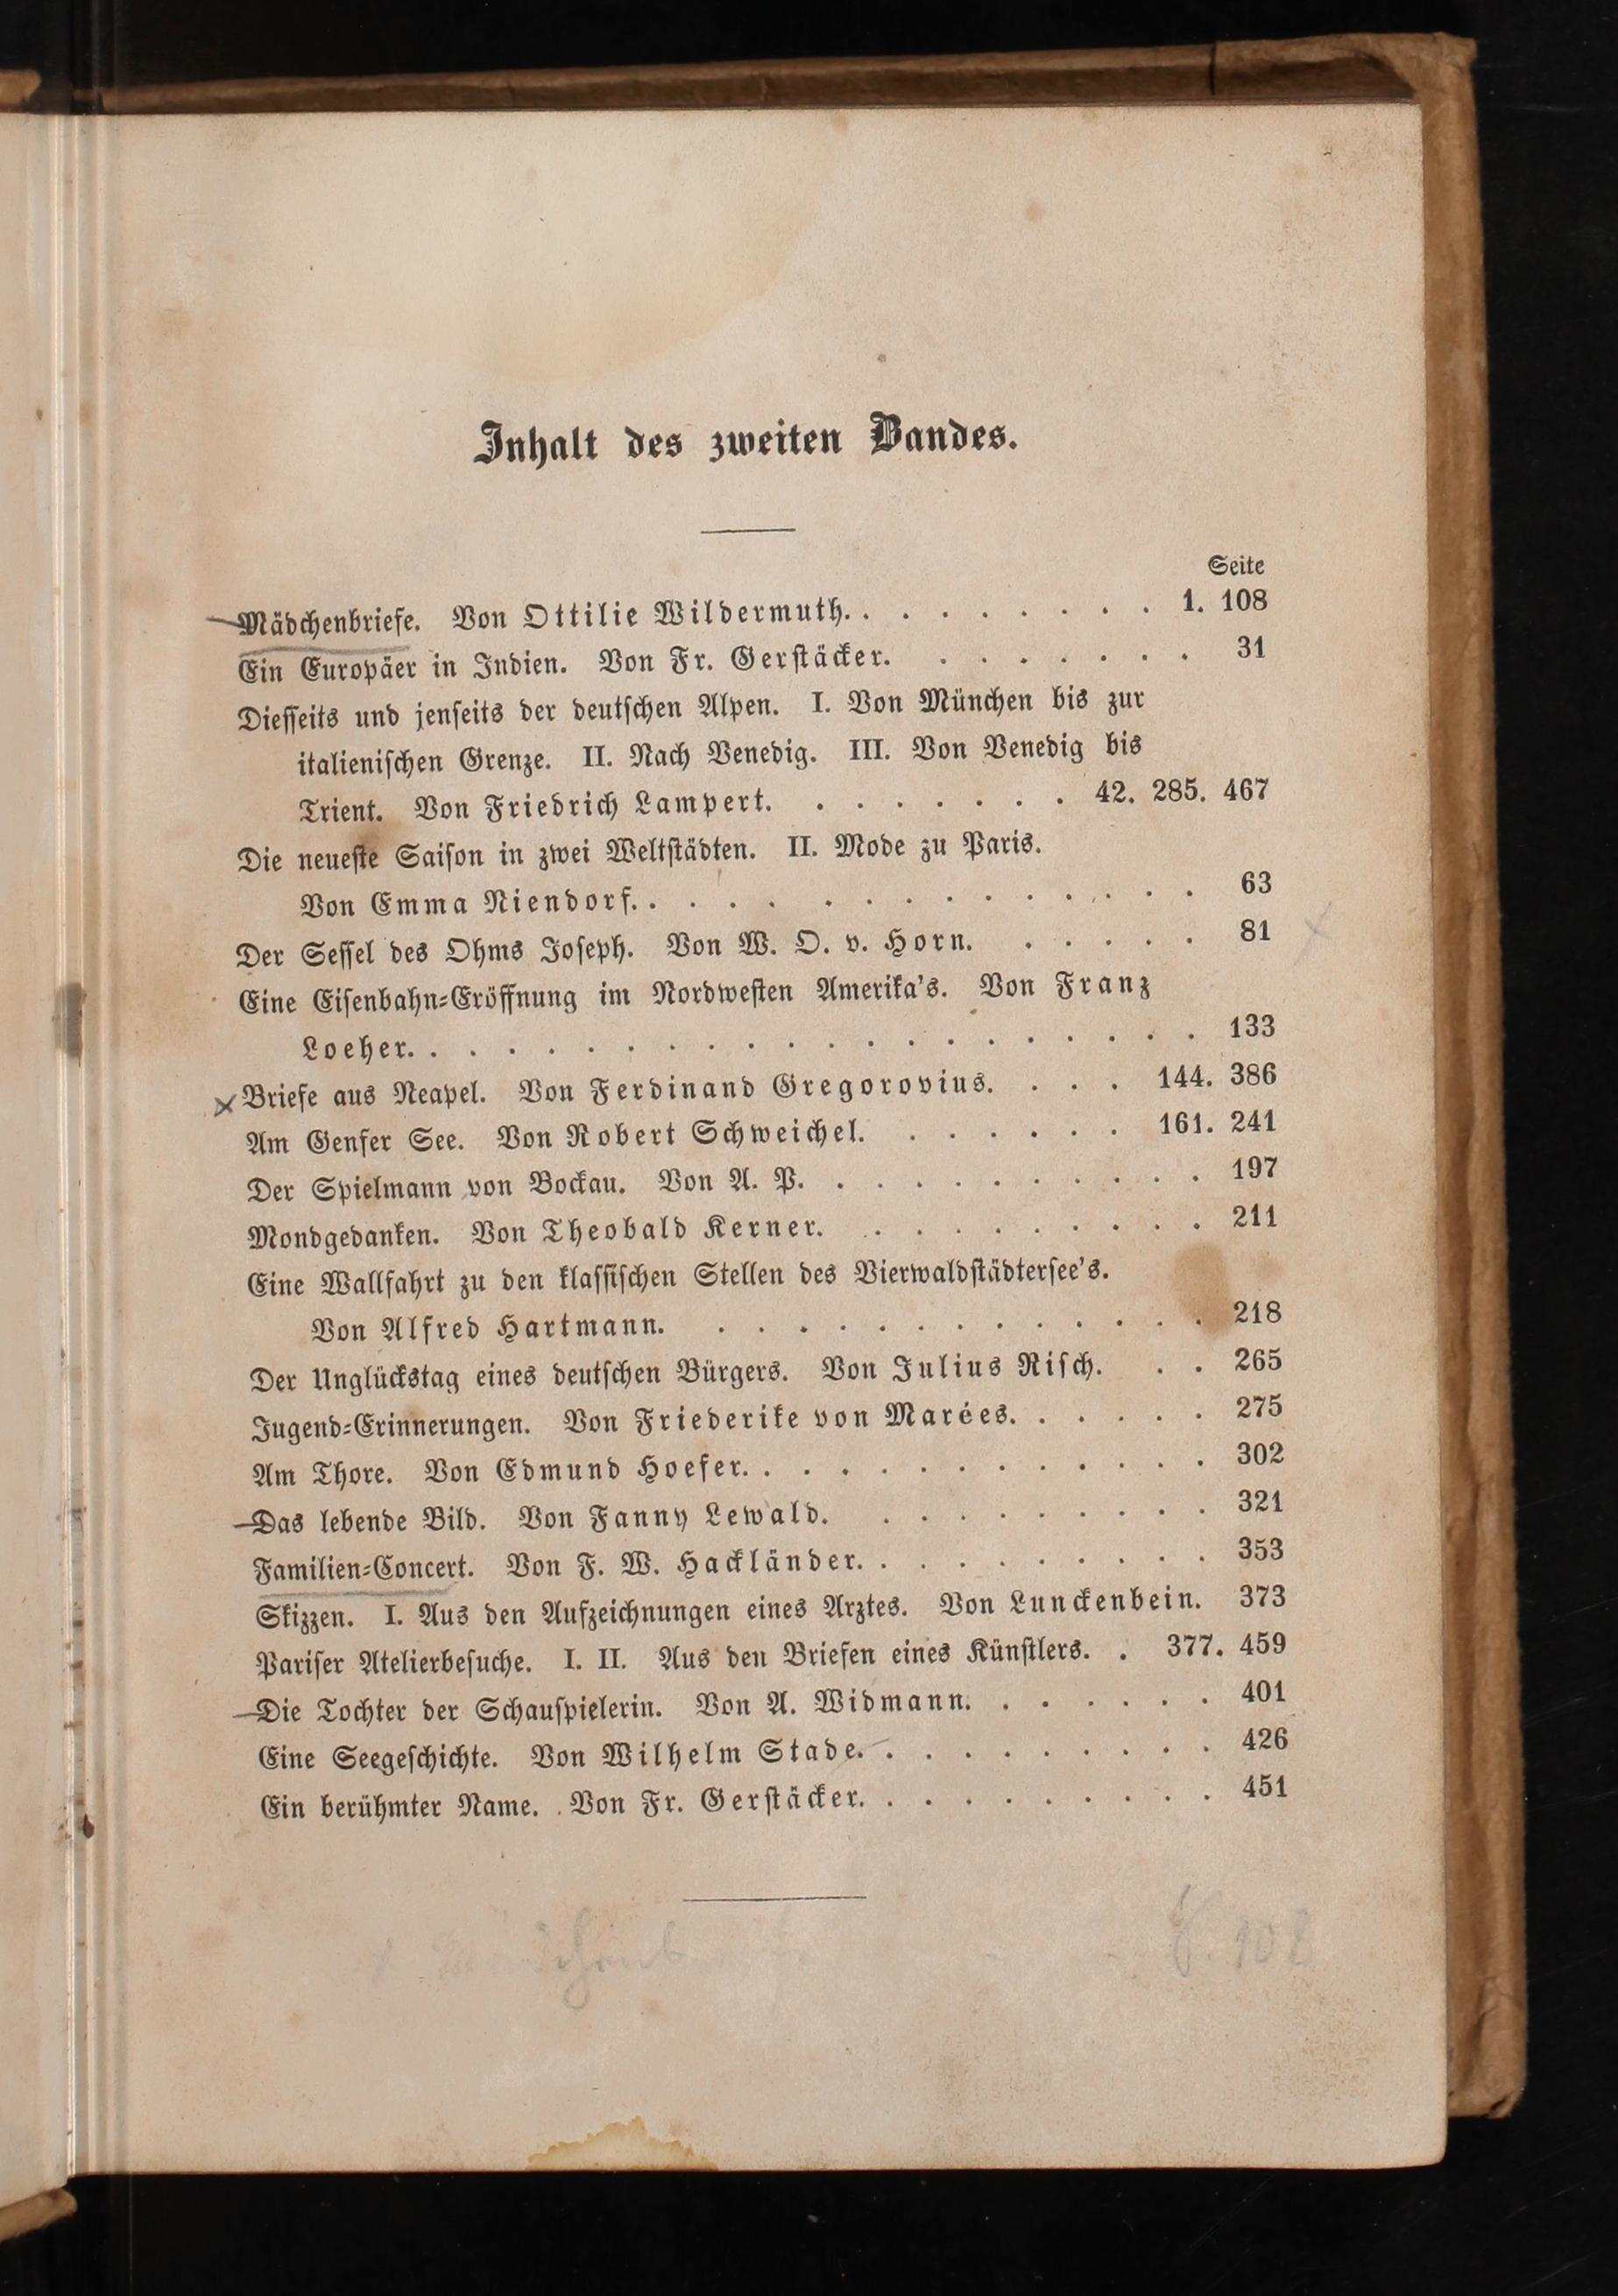 Inhalt des zweiten Bandes.
Seite
Mädchenbriefe. Von Ottilie Wildermuth. . . . . . . . . 1. 108
Ein Europäer in Indien. Von Fr. Gerstäcker. . . . . . . . 31
Diesseits und jenseits der deutschen Alpen. I. Von München bis zur
italienischen Grenze. II. Nach Venedig. III. Von Venedig bis
Trient. Von Friedrich Lampert. . . . . . . . 42. 285. 467
Die neueste Saison in zwei Weltstädten. II. Mode zu Paris.
Von Emma Niendorf. . . . . . . . . . . . . . 63
Der Sessel des Ohms Joseph. Von W. O. v. Horn. . . . . . 81
Eine Eisenbahn-Eröffnung im Nordwesten Amerika's. Von Franz
Loeher. . . . . . . . . . . . . . . . . . . . . 133
Briefe aus Neapel. Von Ferdinand Gregorovius. . . . 144. 386
Am Genfer See. Von Robert Schweichel. . . . . . . 161. 241
Der Spielmann von Bockau. Von A. P. . . . . . . . . . . 197
Mondgedanken. Von Theobald Kerner. . . . . . . . . . 211
Eine Wallfahrt zu den klassischen Stellen des Vierwaldstädtersee's.
Von Alfred Hartmann. . . . . . . . . . . . . . 218
Der Unglückstag eines deutschen Bürgers. Von Julius Risch. . . 265
Jugend-Erinnerungen. Von Friederike von Marées. . . . . . 275
Am Thore. Von Edmund Hoefer. . . . . . . . . . . . . 302
Das lebende Bild. Von Fanny Lewald. . . . . . . . . . 321
Familien-Concert. Von F. W. Hackländer. . . . . . . . . . 353
Skizzen. I. Aus den Aufzeichnungen eines Arztes. Von Lunckenbein. 373
Pariser Atelierbesuche. I. II. Aus den Briefen eines Künstlers. . 377. 459
Die Tochter der Schauspielerin. Von A. Widmann. . . . . . . 401
Eine Seegeschichte. Von Wilhelm Stade. . . . . . . . . . 426
Ein berühmter Name. Von Fr. Gerstäcker. . . . . . . . . . 451
108